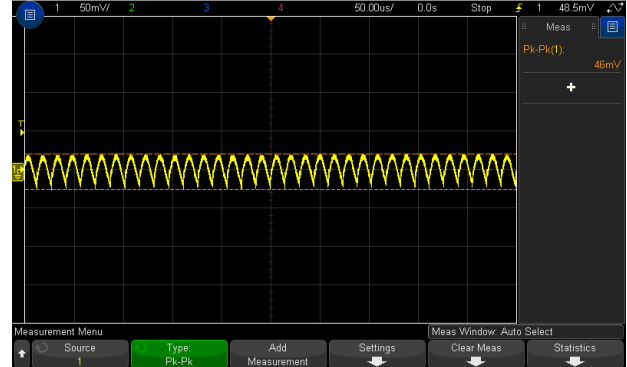 1 50mV/ 2 3 4 50.00us/ 0.0s Stop 1 48.5mV
Meas
Pk-Pk(1):
46mV
T
1
Measurement Menu
Meas Window: Auto Select
Source
1
Type:
Pk-Pk
Add
Measurement
Settings
Clear Meas
Statistics